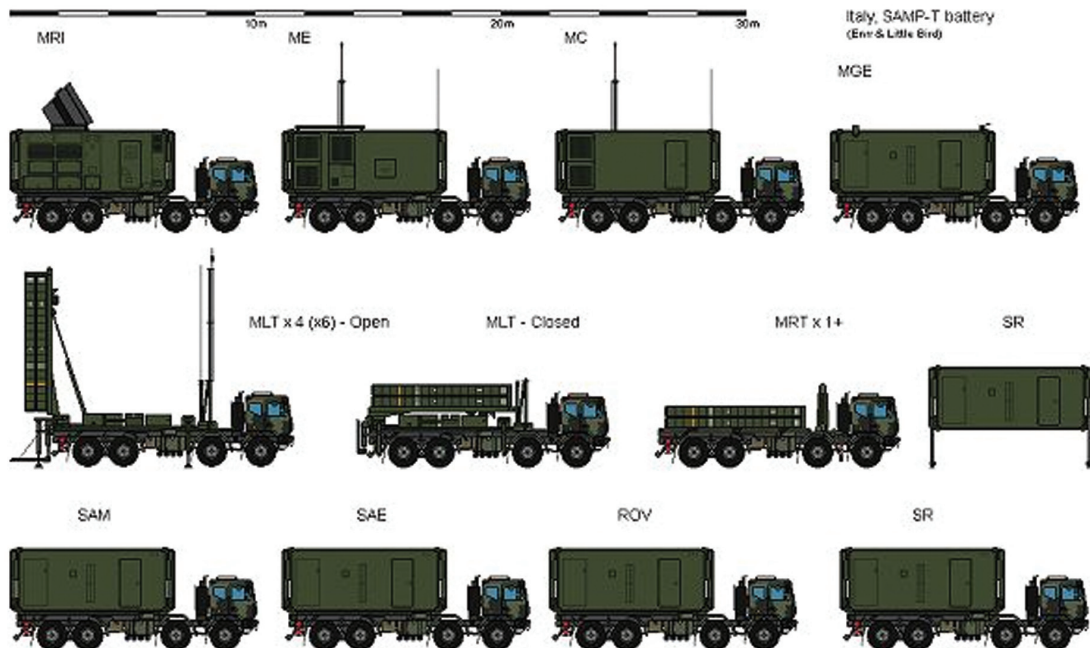 10m 20m 30m
Italy, SAMP-T battery
(Enrr & Little Bird)
MRI ME MC
MGE
MLT x 4 (x6) - Open MLT - Closed MRT x 1+ SR
SAM SAE ROV SR